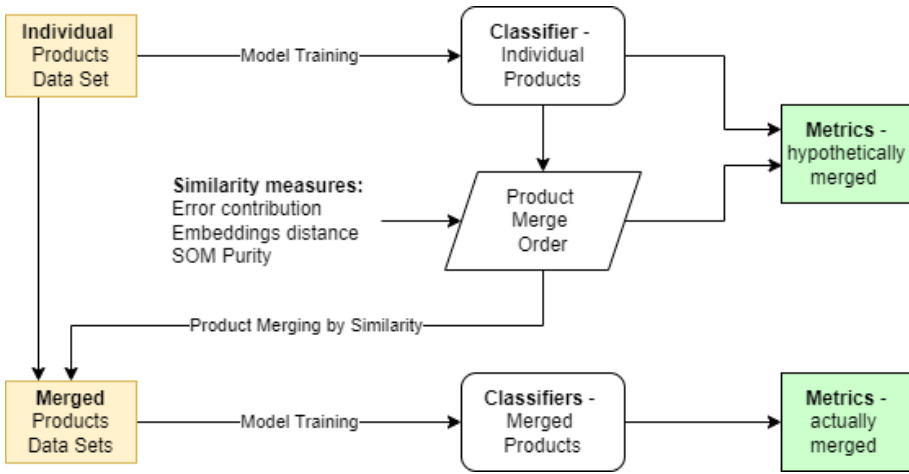 Individual
Products
Data Set
Model Training
Classifier -
Individual
Products
Metrics -
hypothetically
merged
Similarity measures:
Error contribution
Embeddings distance
SOM Purity
Product
Merge
Order
Product Merging by Similarity
Merged
Products
Data Sets
Model Training
Classifiers -
Merged
Products
Metrics -
actually
merged